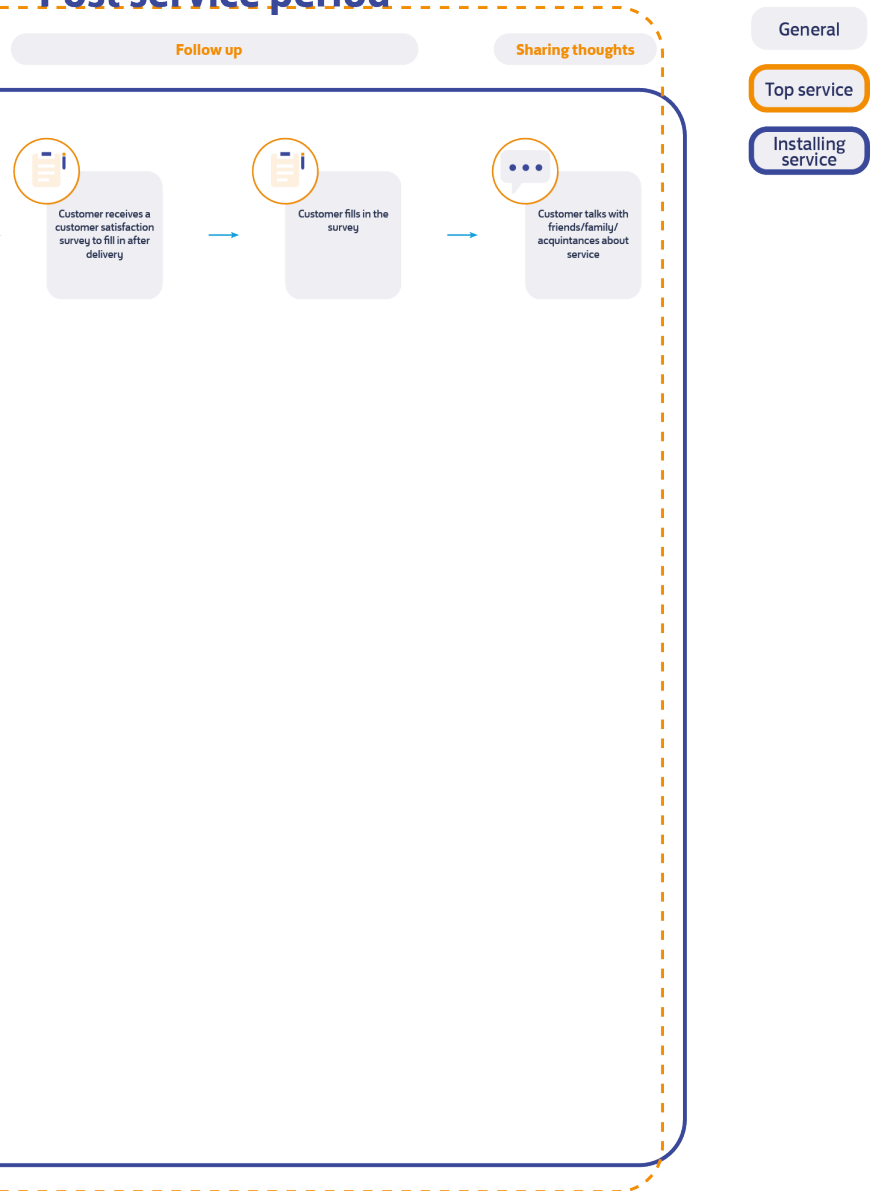 Post service period
Follow up
Sharing thoughts
Customer receives a
customer satisfaction
survey to fill in after
delivery
Customer fills in the
survey
Customer talks with
friends/family/
acquintances about
service
General
Top service
Installing
service